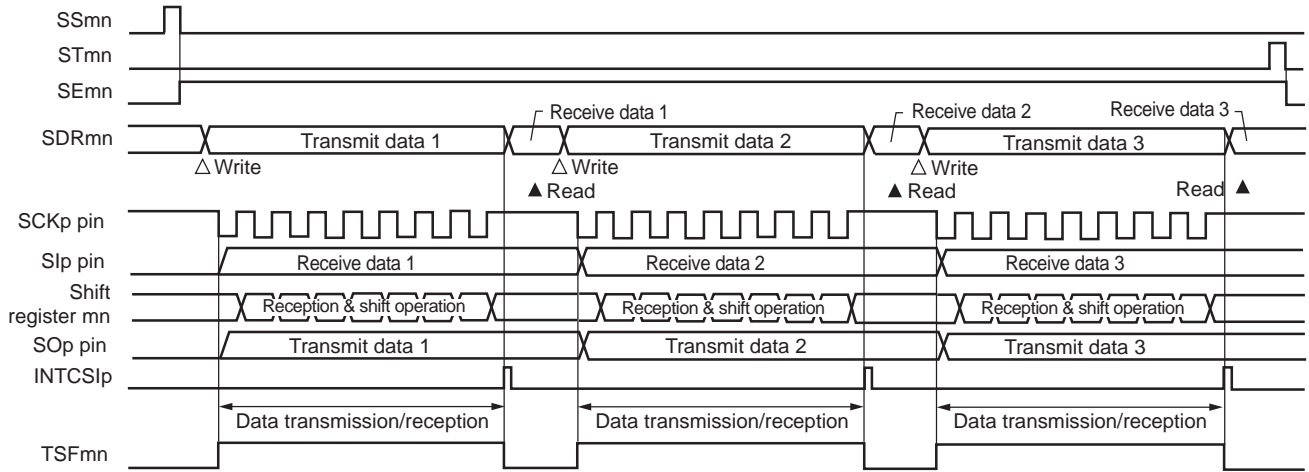 SSmn
STmn
SEmn
Receive data 1
Receive data 2
Receive data 3
SDRmn
Transmit data 1
Transmit data 2
Transmit data 3
△ Write
△ Write
△ Write
▲ Read
▲ Read
Read ▲
SCKp pin
SIp pin
Receive data 1
Receive data 2
Receive data 3
Shift
register mn
Reception & shift operation
Reception & shift operation
Reception & shift operation
SOp pin
Transmit data 1
Transmit data 2
Transmit data 3
INTCSIp
Data transmission/reception
Data transmission/reception
Data transmission/reception
TSFmn